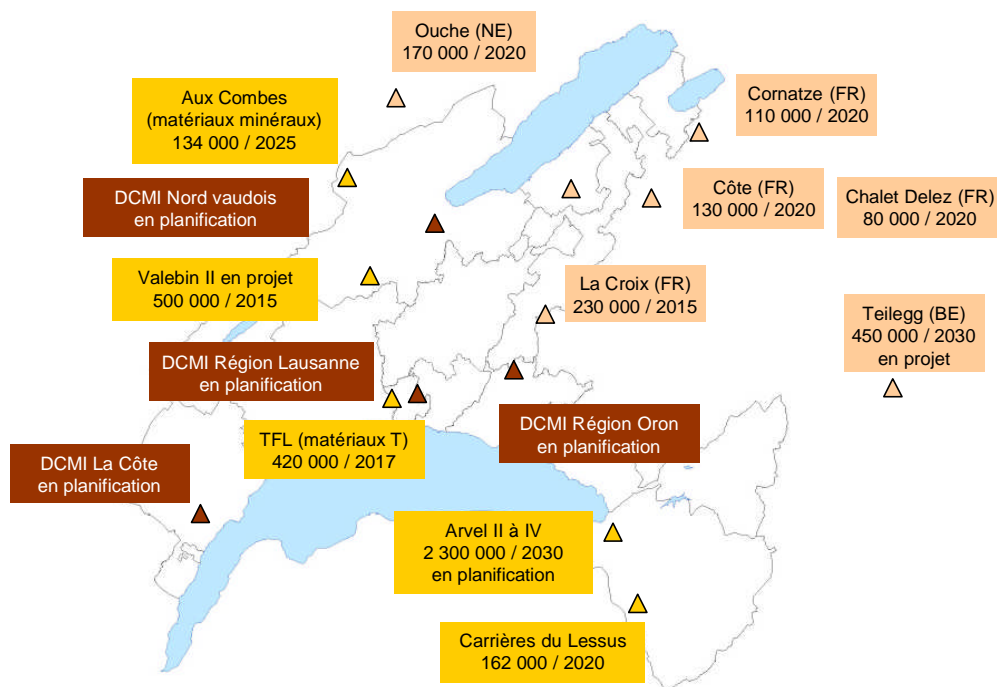 Ouche (NE)
170 000 / 2020
Aux Combes
(matériaux minéraux)
134 000 / 2025
Cornatze (FR)
110 000 / 2020
DCMI Nord vaudois
en planification
Côte (FR)
130 000 / 2020
Chalet Delez (FR)
80 000 / 2020
Valebin II en projet
500 000 / 2015
La Croix (FR)
230 000 / 2015
Teilegg (BE)
450 000 / 2030
en projet
DCMI Région Lausanne
en planification
DCMI Région Oron
en planification
TFL (matériaux T)
420 000 / 2017
DCMI La Côte
en planification
Arvel II à IV
2 300 000 / 2030
en planification
Carrières du Lessus
162 000 / 2020